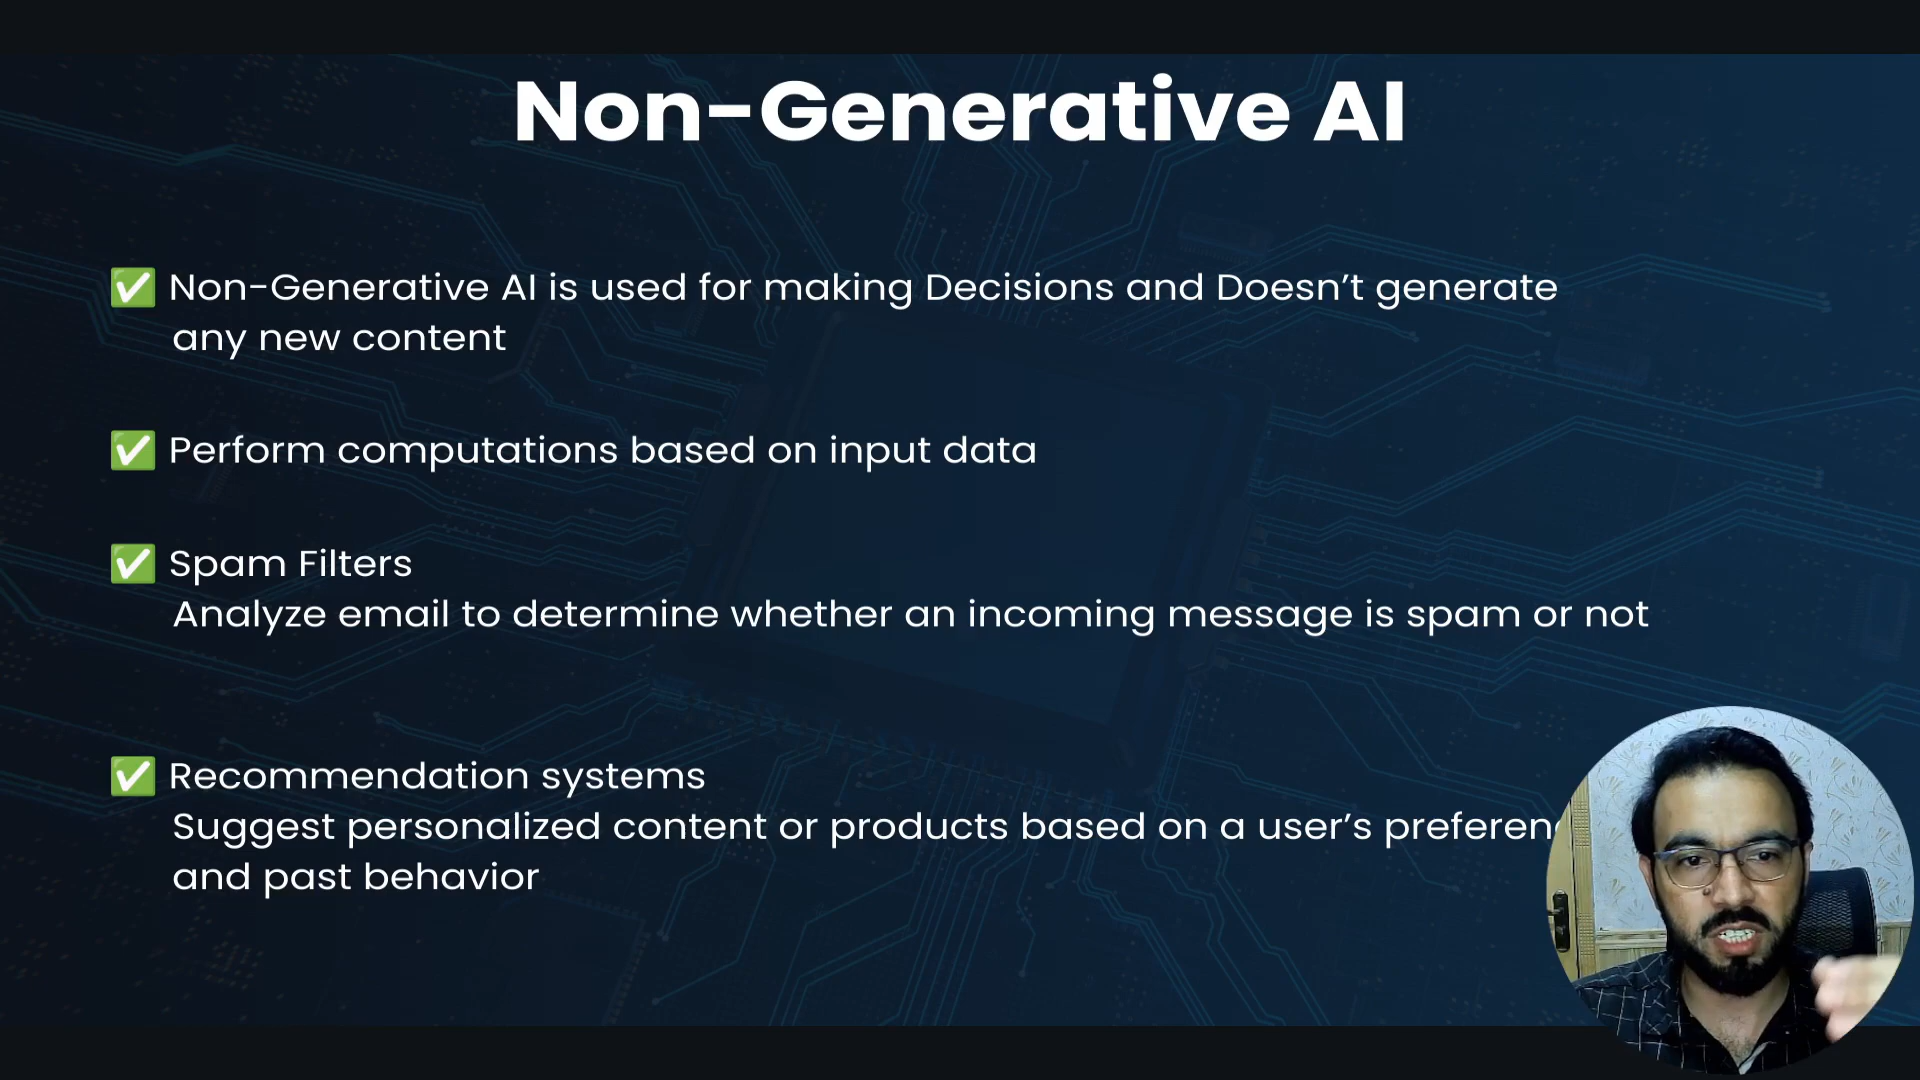 Non-Generative AI
✅ Non-Generative AI is used for making Decisions and Doesn’t generate
any new content
✅ Perform computations based on input data
✅ Spam Filters
Analyze email to determine whether an incoming message is spam or not
✅ Recommendation systems
Suggest personalized content or products based on a user’s
and past behavior